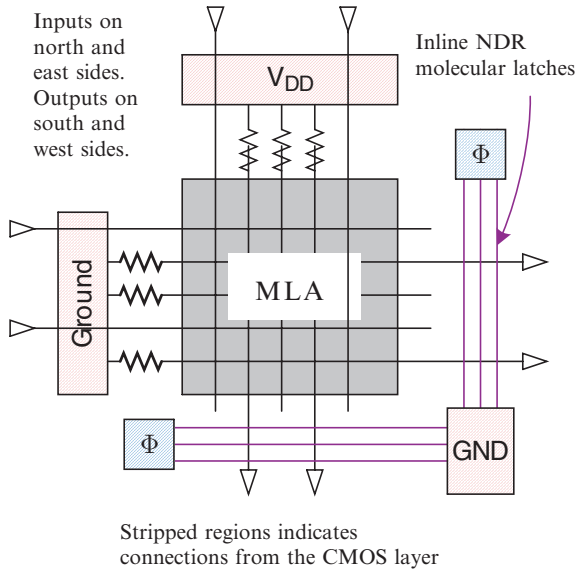 Inputs on
north and
east sides.
Outputs on
south and
west sides.
Inline NDR
molecular latches
VDD
Φ
Ground
MLA
Φ
GND
Stripped regions indicates
connections from the CMOS layer